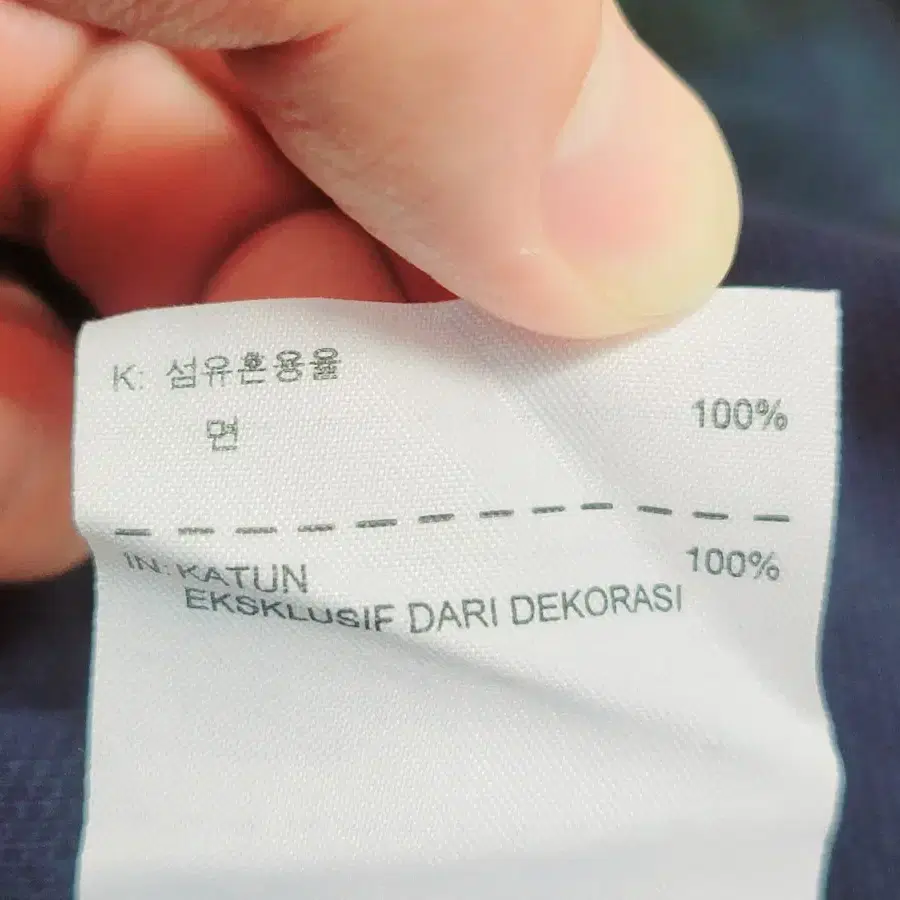 K: 섬유혼용율
면 100%
- - - - - - - - - - - -
IN: KATUN 100%
EKSKLUSIF DARI DEKORASI